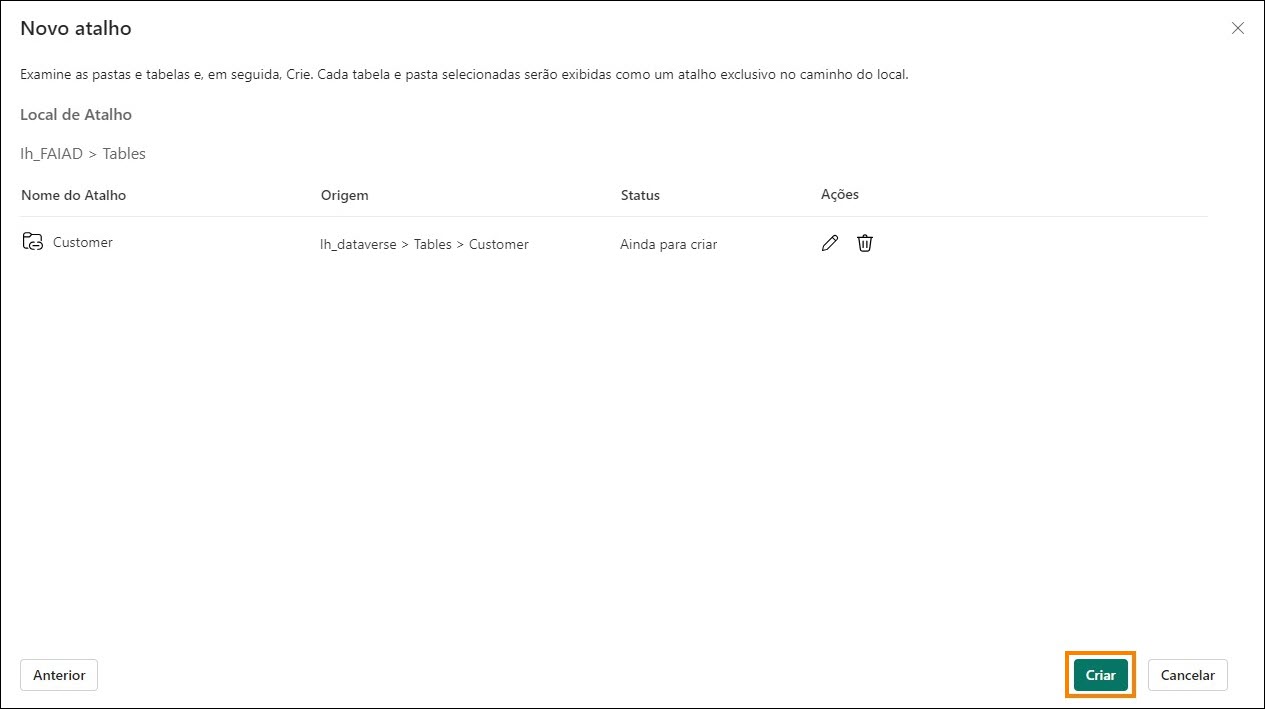 Novo atalho
Examine as pastas e tabelas e, em seguida, Crie. Cada tabela e pasta selecionadas serão exibidas como um atalho exclusivo no caminho do local.
Local de Atalho
lh_FAIAD > Tables
Nome do Atalho Origem Status Ações
Customer lh_dataverse > Tables > Customer Ainda para criar
Anterior Criar Cancelar